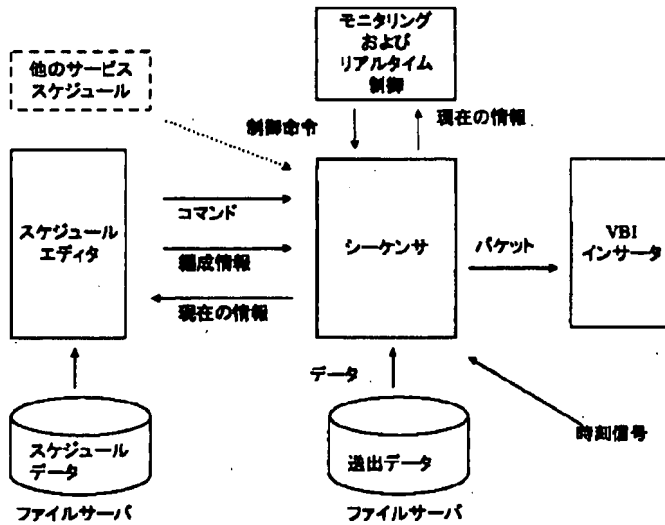 モニタリング
および
リアルタイム
制御
他のサービス
スケジュール
制御命令
現在の情報
スケジュール
エディタ
コマンド
編成情報
現在の情報
シーケンサ
パケット
VBI
インサータ
データ
時刻信号
スケジュール
データ
送出データ
ファイルサーバ
ファイルサーバ